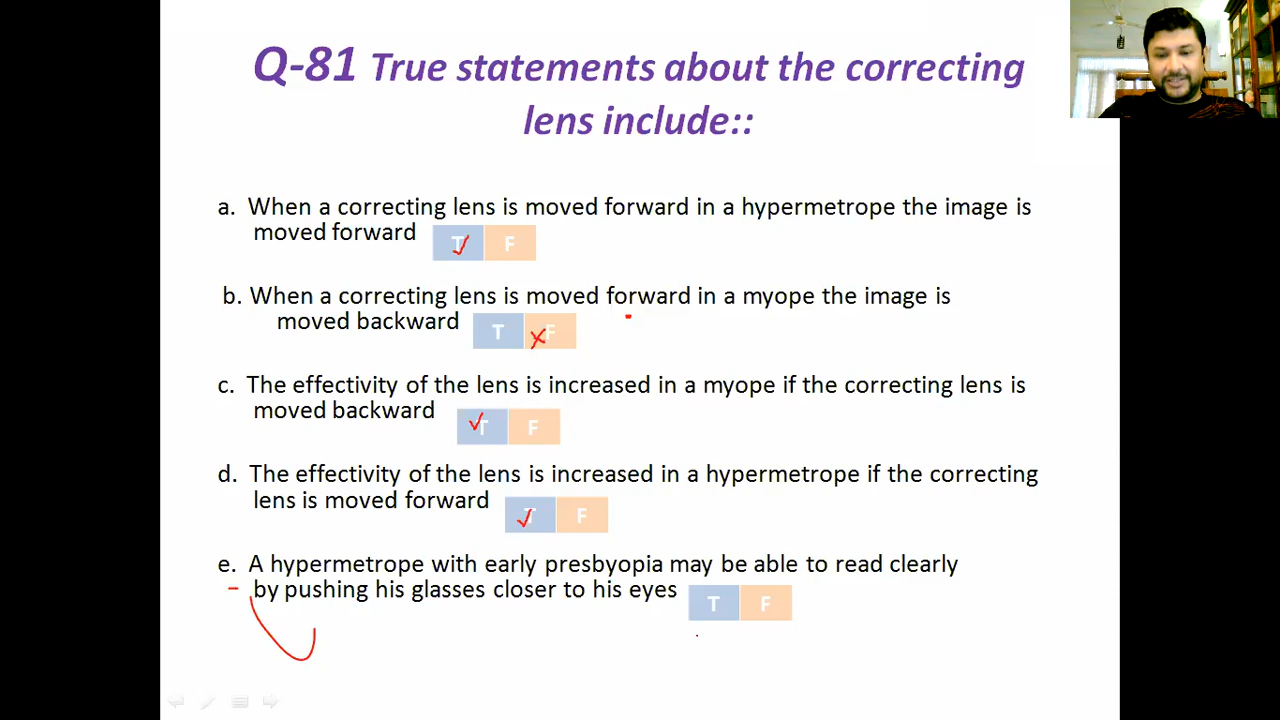 Q-81 True statements about the correcting
lens include::
a. When a correcting lens is moved forward in a hypermetrope the image is
moved forward T F
b. When a correcting lens is moved forward in a myope the image is
moved backward T F
c. The effectivity of the lens is increased in a myope if the correcting lens is
moved backward T F
d. The effectivity of the lens is increased in a hypermetrope if the correcting
lens is moved forward T F
e. A hypermetrope with early presbyopia may be able to read clearly
by pushing his glasses closer to his eyes T F